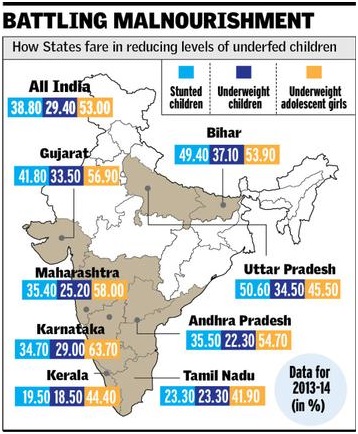 BATTLING MALNOURISHMENT
How States fare in reducing levels of underfed children
Stunted
children
Underweight
children
Underweight
adolescent girls
All India
38.80 29.40 53.00
Bihar
49.40 37.10 53.90
Gujarat
41.80 33.50 56.90
Uttar Pradesh
50.60 34.50 45.50
Maharashtra
35.40 25.20 58.00
Andhra Pradesh
35.50 22.30 54.70
Karnataka
34.70 29.00 63.70
Kerala
19.50 18.50 44.40
Tamil Nadu
23.30 23.30 41.90
Data for
2013-14
(in %)